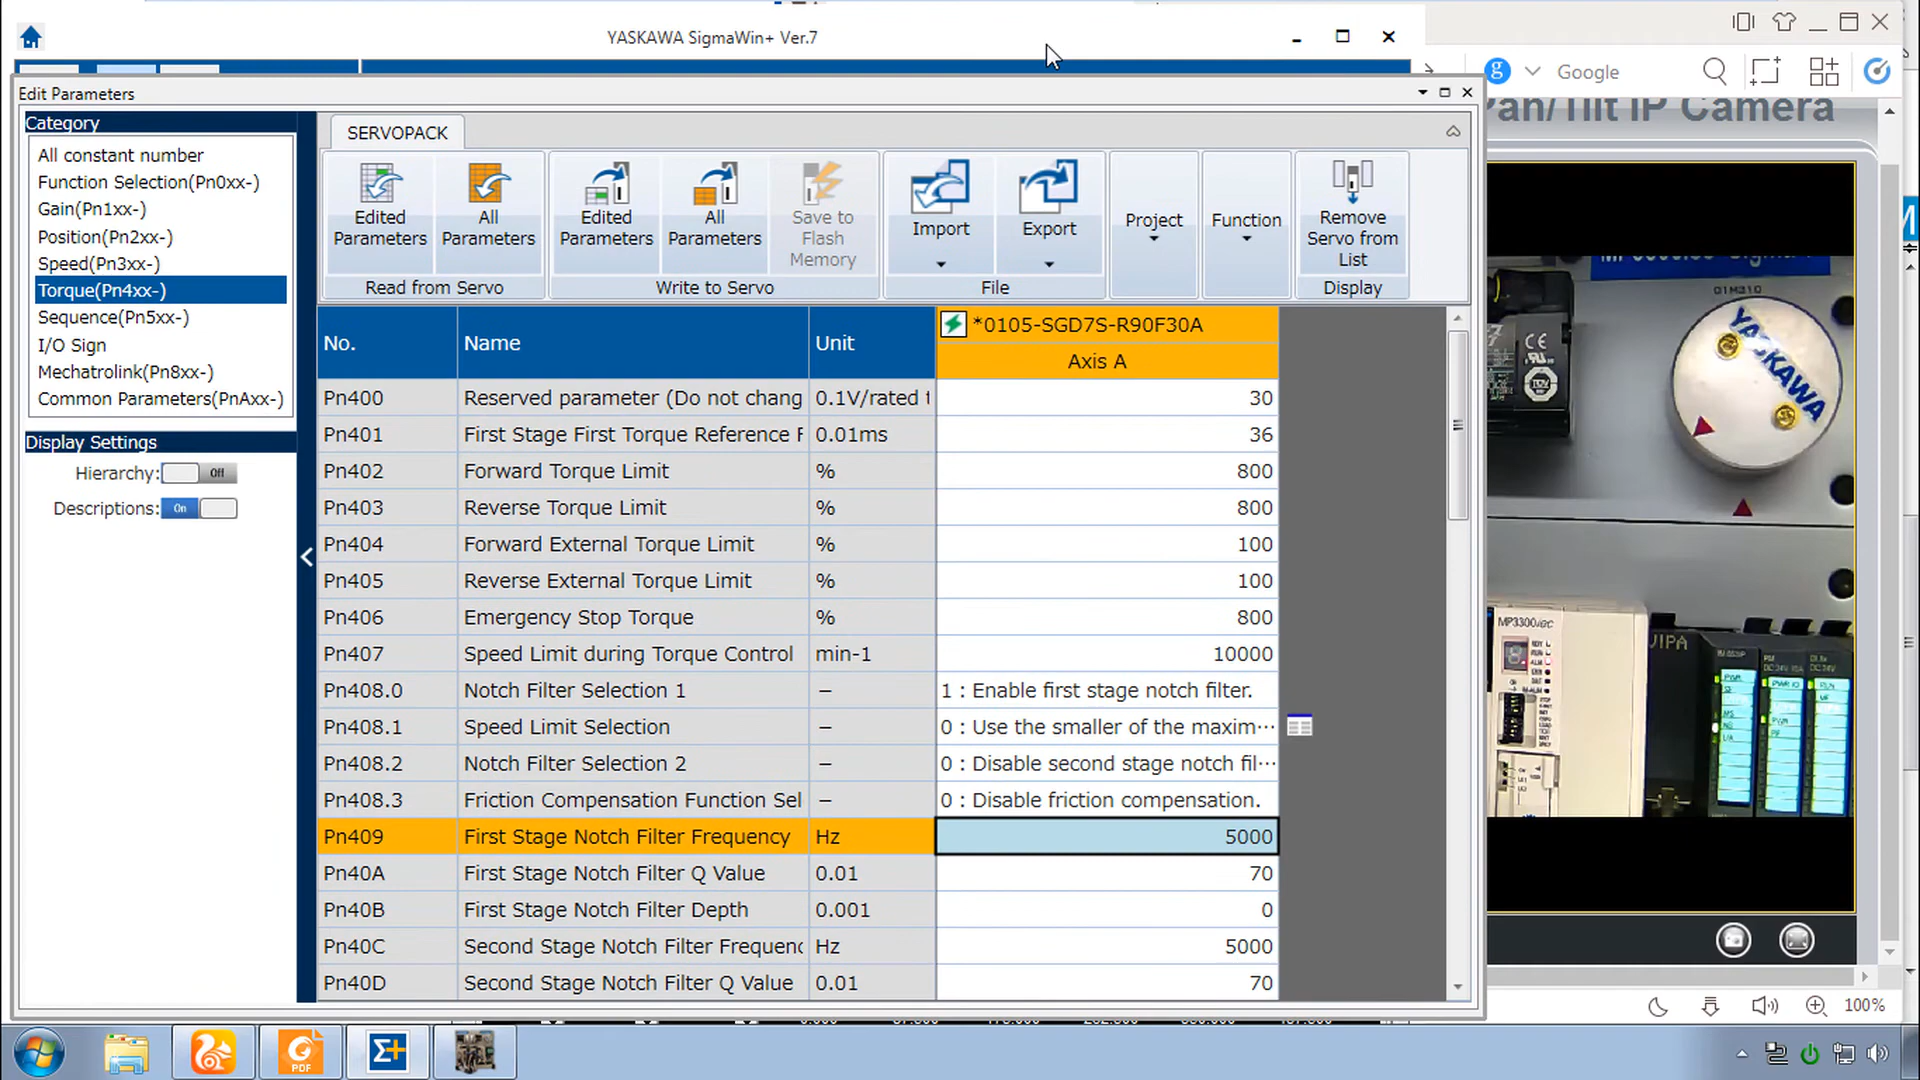 YASKAWA SigmaWin+ Ver.7
Google
Pan/Tilt IP Camera
Edit Parameters
Category
All constant number
Function Selection(Pn0xx-)
Gain(Pn1xx-)
Position(Pn2xx-)
Speed(Pn3xx-)
Torque(Pn4xx-)
Sequence(Pn5xx-)
I/O Sign
Mechatrolink(Pn8xx-)
Common Parameters(PnAxx-)
Display Settings
Hierarchy: Off
Descriptions: On
SERVOPACK
Edited Parameters
All Parameters
Read from Servo
Edited Parameters
All Parameters
Save to Flash Memory
Write to Servo
Import
Export
File
Project
Function
Remove Servo from List
Display
No. Name Unit *0105-SGD7S-R90F30A
Axis A
Pn400 Reserved parameter (Do not chang 0.1V/rated t 30
Pn401 First Stage First Torque Reference F 0.01ms 36
Pn402 Forward Torque Limit % 800
Pn403 Reverse Torque Limit % 800
Pn404 Forward External Torque Limit % 100
Pn405 Reverse External Torque Limit % 100
Pn406 Emergency Stop Torque % 800
Pn407 Speed Limit during Torque Control min-1 10000
Pn408.0 Notch Filter Selection 1 – 1 : Enable first stage notch filter.
Pn408.1 Speed Limit Selection – 0 : Use the smaller of the maxim···
Pn408.2 Notch Filter Selection 2 – 0 : Disable second stage notch fil···
Pn408.3 Friction Compensation Function Sel – 0 : Disable friction compensation.
Pn409 First Stage Notch Filter Frequency Hz 5000
Pn40A First Stage Notch Filter Q Value 0.01 70
Pn40B First Stage Notch Filter Depth 0.001 0
Pn40C Second Stage Notch Filter Frequenc Hz 5000
Pn40D Second Stage Notch Filter Q Value 0.01 70
YASKAWA
MP3300iec
VIPA
100%
PDF